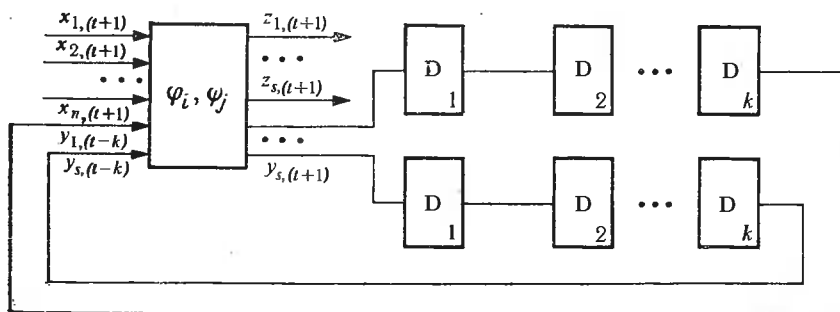 x1,(t+1)
x2,(t+1)
• • •
xn,(t+1)
y1,(t-k)
ys,(t-k)
φi, ψj
z1,(t+1)
• • •
zs,(t+1)
• • •
ys,(t+1)
D 1
D 2
• • •
D k
D 1
D 2
• • •
D k